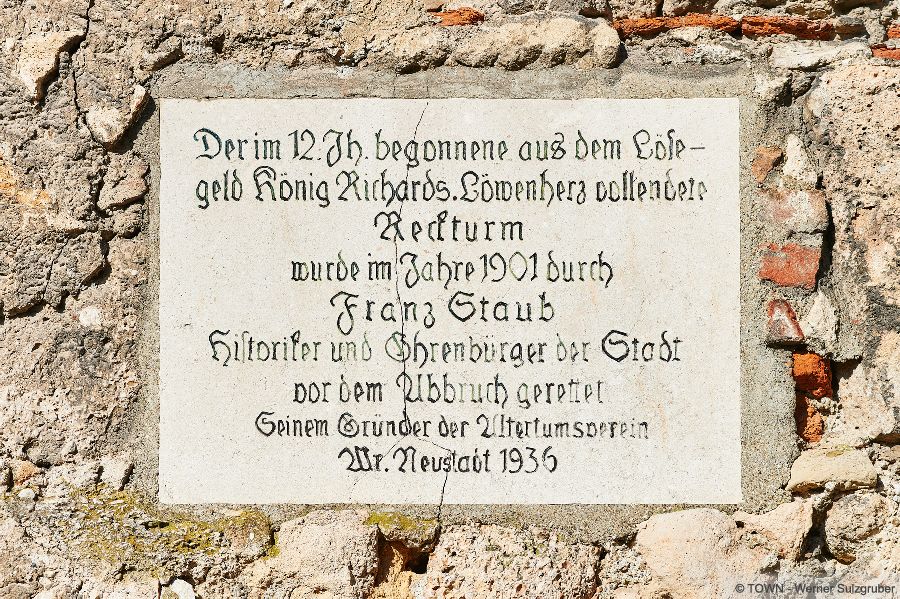 Der im 12. Jh. begonnene aus dem Löse-
geld König Richards. Löwenherz vollendete
Reckturm
wurde im Jahre 1901 durch
Franz Staub
Historiker und Ehrenbürger der Stadt
vor dem Abbruch gerettet
Seinem Gründer der Altertumsverein
Wr. Neustadt 1936
© TOWN - Werner Sulzgruber